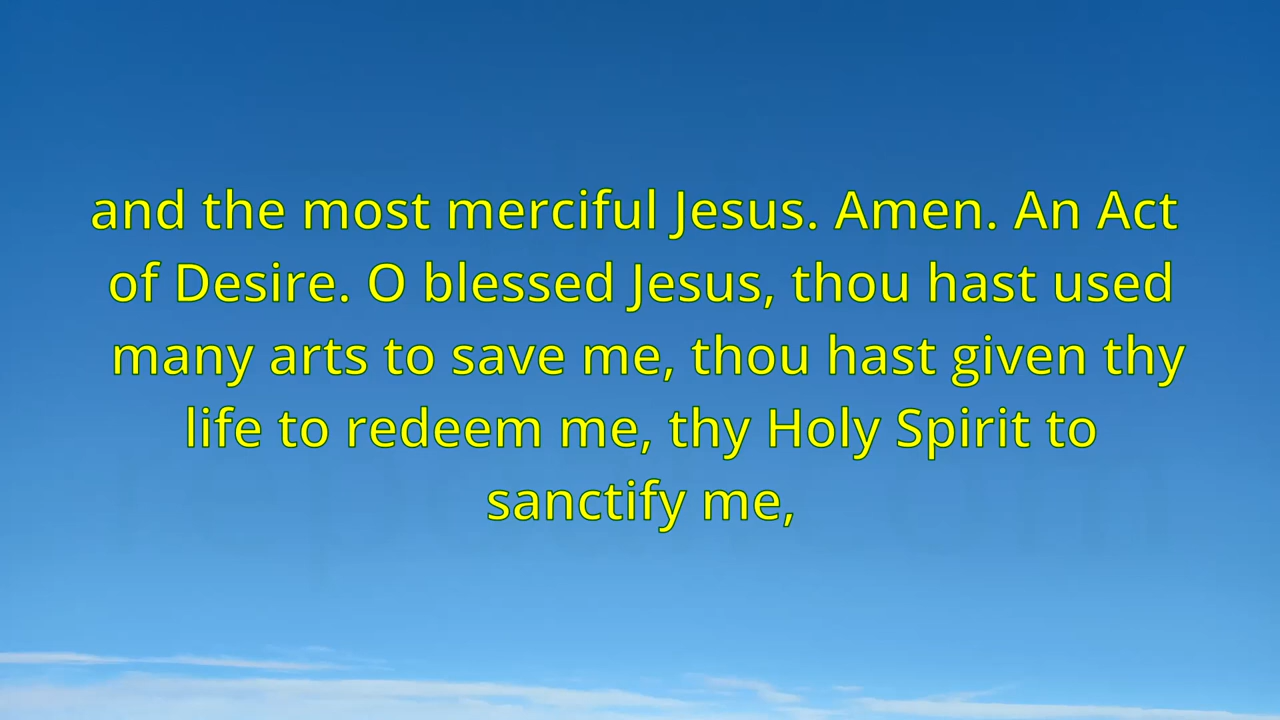 and the most merciful Jesus. Amen. An Act
of Desire. O blessed Jesus, thou hast used
many arts to save me, thou hast given thy
life to redeem me, thy Holy Spirit to
sanctify me,